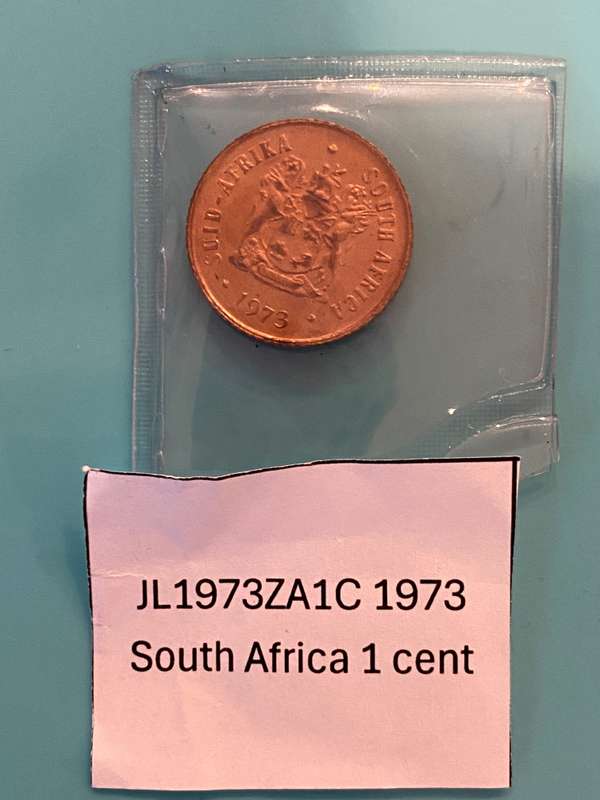 SUID-AFRIKA · SOUTH AFRICA
· 1973 ·
JL1973ZA1C 1973
South Africa 1 cent